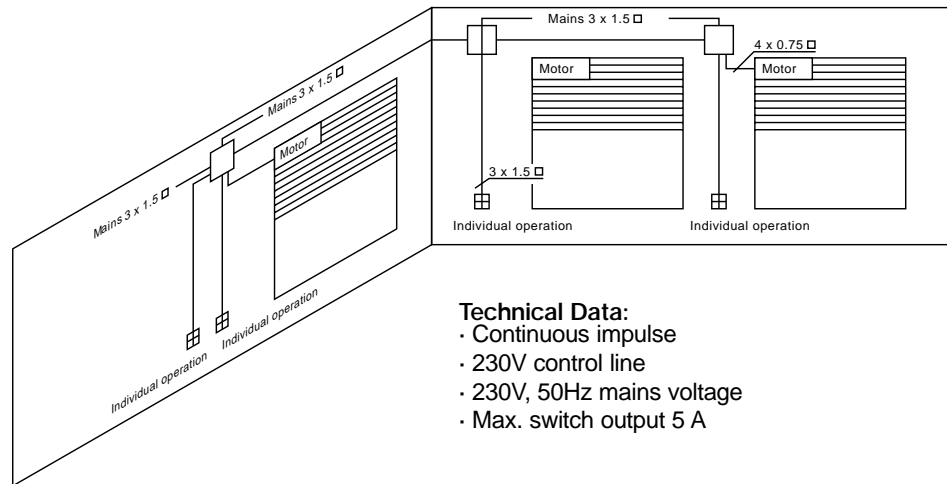 Mains 3 x 1.5 □
4 x 0.75 □
Motor
Motor
Mains 3 x 1.5 □
Motor
3 x 1.5 □
Mains 3 x 1.5 □
Individual operation
Individual operation
Individual operation
Individual operation
Technical Data:
· Continuous impulse
· 230V control line
· 230V, 50Hz mains voltage
· Max. switch output 5 A